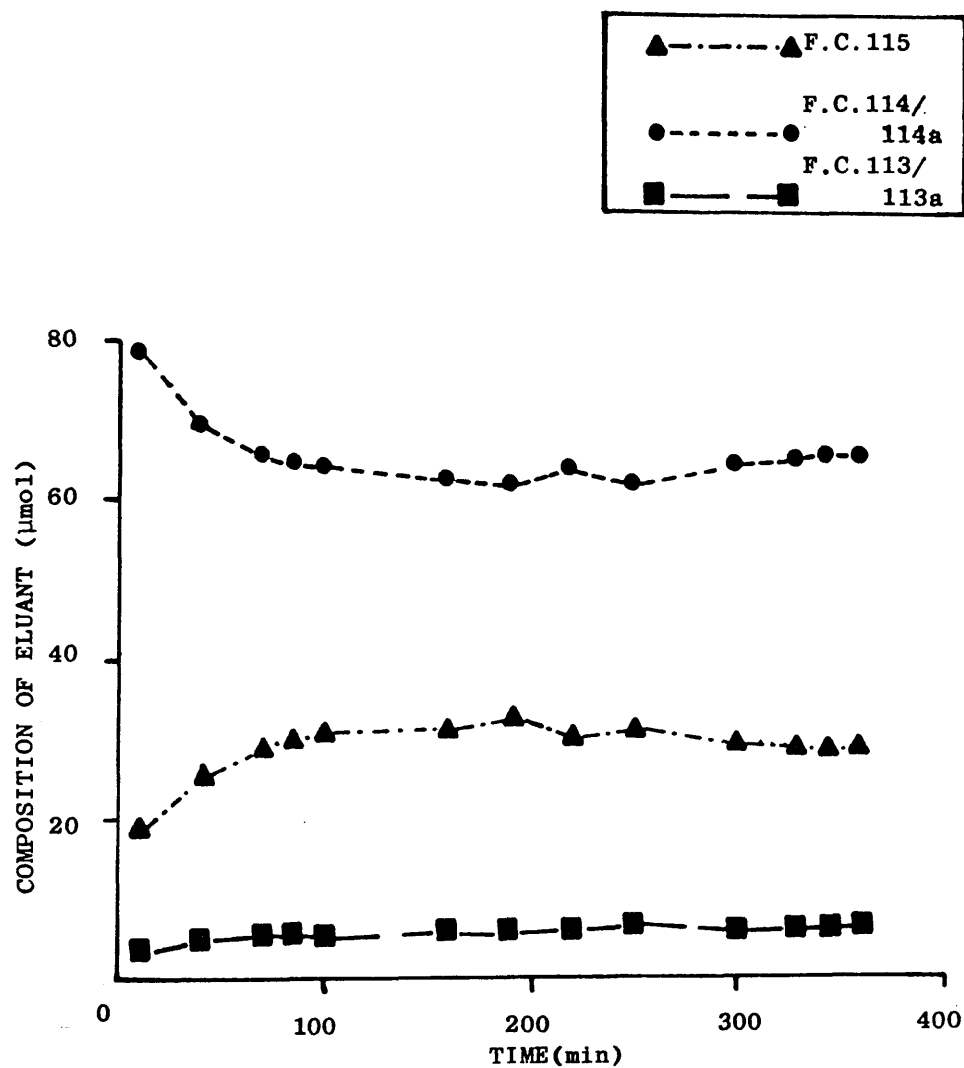 F.C.115
F.C.114/
114a
F.C.113/
113a
COMPOSITION OF ELUANT (μmol)
80
60
40
20
0
100
200
300
400
TIME(min)